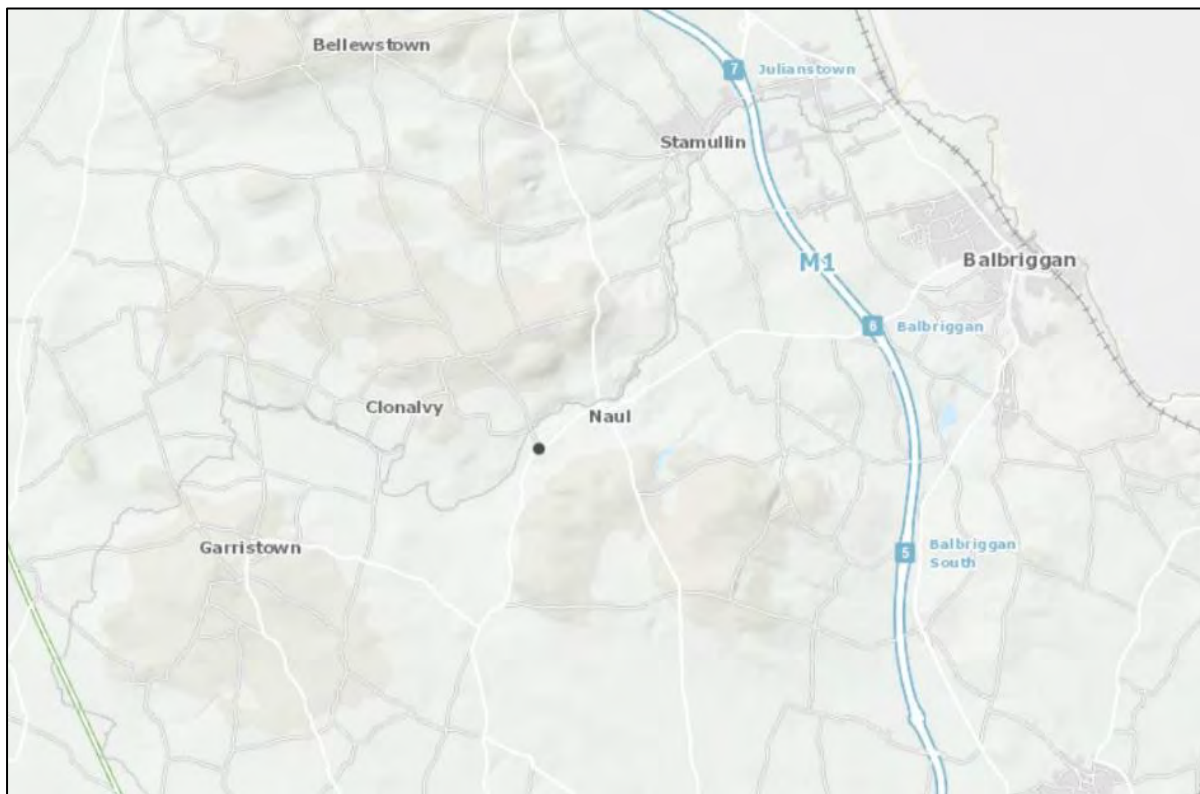 Bellewstown
7
Julianstown
Stamullin
M1
Balbriggan
6
Balbriggan
Clonalvy
Naul
Garristown
5
Balbriggan
South